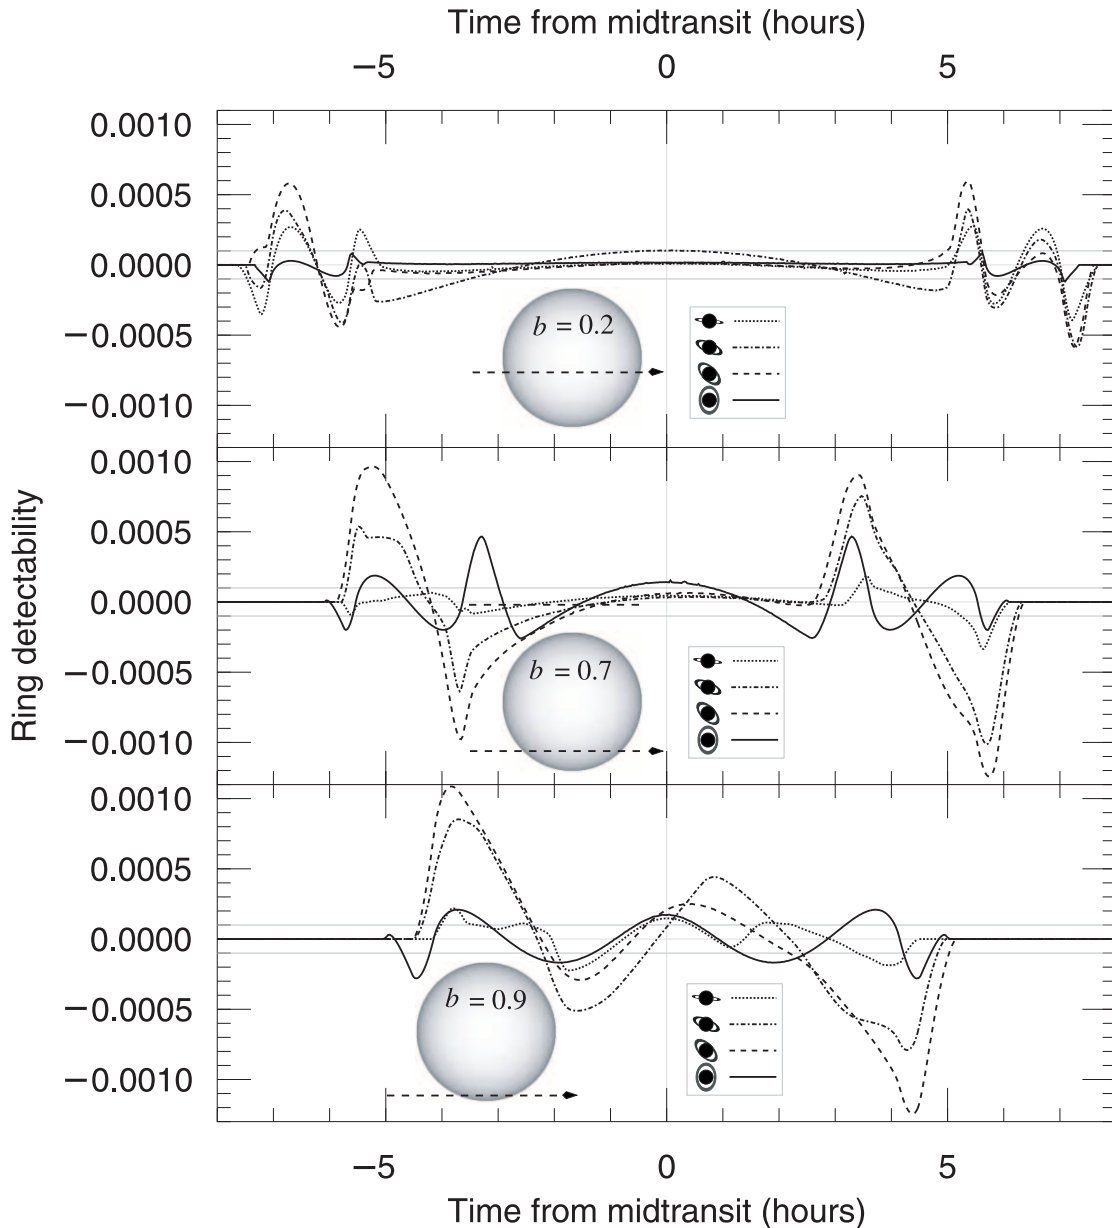 Time from midtransit (hours)
−5 0 5
0.0010
0.0005
0.0000
−0.0005
−0.0010
b = 0.2
Ring detectability
0.0010
0.0005
0.0000
−0.0005
−0.0010
b = 0.7
0.0010
0.0005
0.0000
−0.0005
−0.0010
b = 0.9
−5 0 5
Time from midtransit (hours)